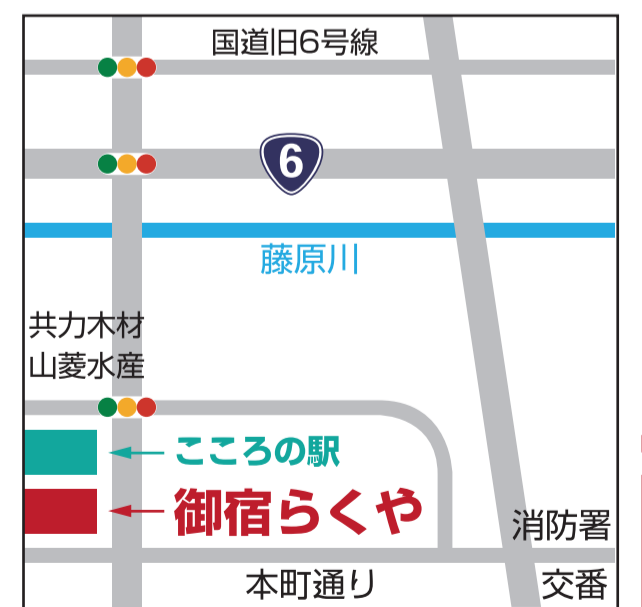 国道旧6号線
6
藤原川
共力木材
山菱水産
こころの駅
御宿らくや
消防署
本町通り
交番